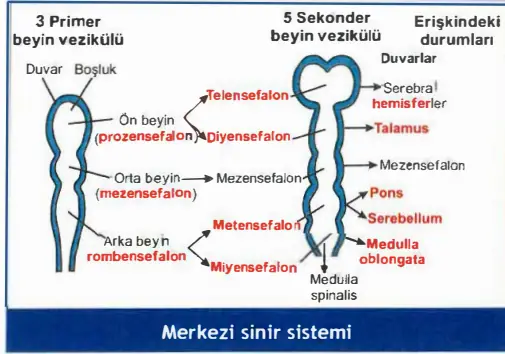 3 Primer
beyin vezikülü
5 Sekonder
beyin vezikülü
Erişkindeki
durumları
Duvarlar
Duvar Boşluk
Ön beyin
(prozensefalon)
Orta beyin
(mezensefalon)
Arka beyin
rombensefalon
Telensefalon
Diyensefalon
Mezensefalon
Metensefalon
Miyensefalon
Medulla
spinalis
Serebral
hemisferler
Talamus
Mezensefalon
Pons
Serebellum
Medulla
oblongata
Merkezi sinir sistemi